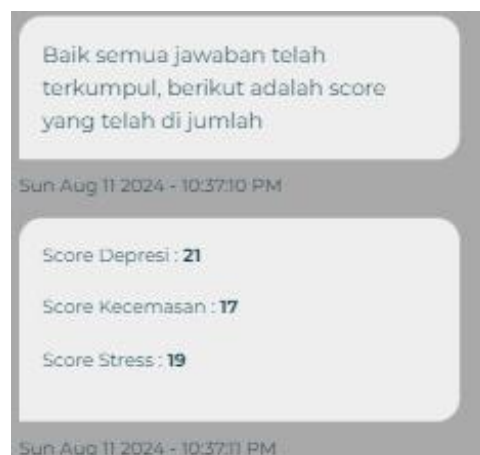 Baik semua jawaban telah
terkumpul, berikut adalah score
yang telah di jumlah
Sun Aug 11 2024 - 10:37:10 PM
Score Depresi : 21
Score Kecemasan : 17
Score Stress : 19
Sun Aug 11 2024 - 10:37:11 PM